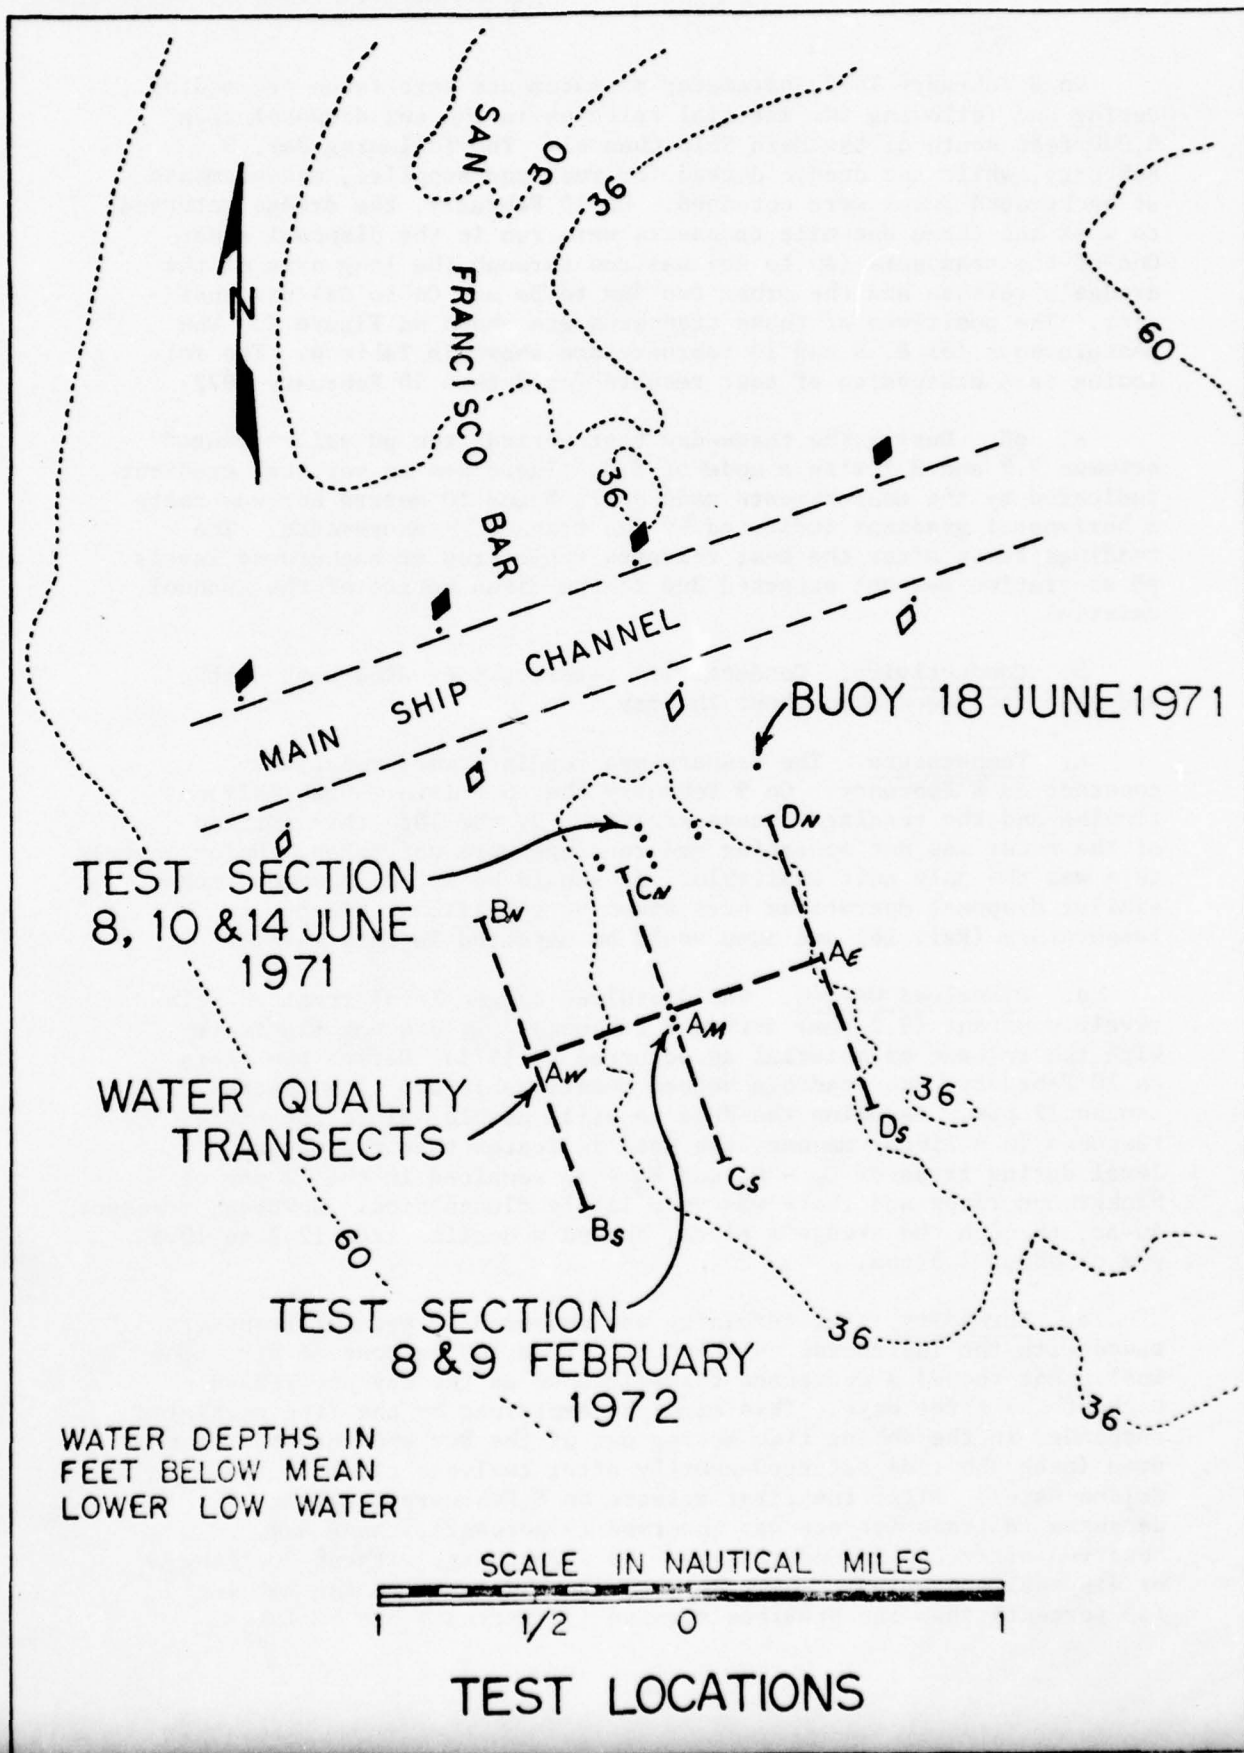 SAN FRANCISCO BAR
30
36
60
N
36
MAIN SHIP CHANNEL
BUOY 18 JUNE 1971
DN
TEST SECTION
8, 10 & 14 JUNE
1971
CN
BN
AE
AM
AW
WATER QUALITY
TRANSECTS
36
DS
CS
BS
60
TEST SECTION
8 & 9 FEBRUARY
1972
36
36
WATER DEPTHS IN
FEET BELOW MEAN
LOWER LOW WATER
SCALE IN NAUTICAL MILES
1 1/2 0 1
TEST LOCATIONS